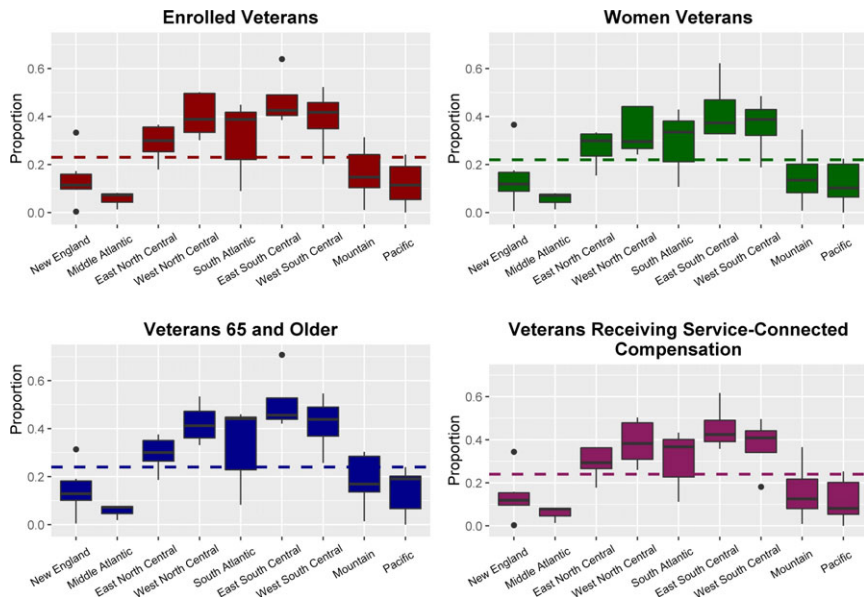 Enrolled Veterans
Proportion
0.6
0.4
0.2
0.0
New England
Middle Atlantic
East North Central
West North Central
South Atlantic
East South Central
West South Central
Mountain
Pacific
Women Veterans
Proportion
0.6
0.4
0.2
0.0
New England
Middle Atlantic
East North Central
West North Central
South Atlantic
East South Central
West South Central
Mountain
Pacific
Veterans 65 and Older
Proportion
0.6
0.4
0.2
0.0
New England
Middle Atlantic
East North Central
West North Central
South Atlantic
East South Central
West South Central
Mountain
Pacific
Veterans Receiving Service-Connected
Compensation
Proportion
0.6
0.4
0.2
0.0
New England
Middle Atlantic
East North Central
West North Central
South Atlantic
East South Central
West South Central
Mountain
Pacific